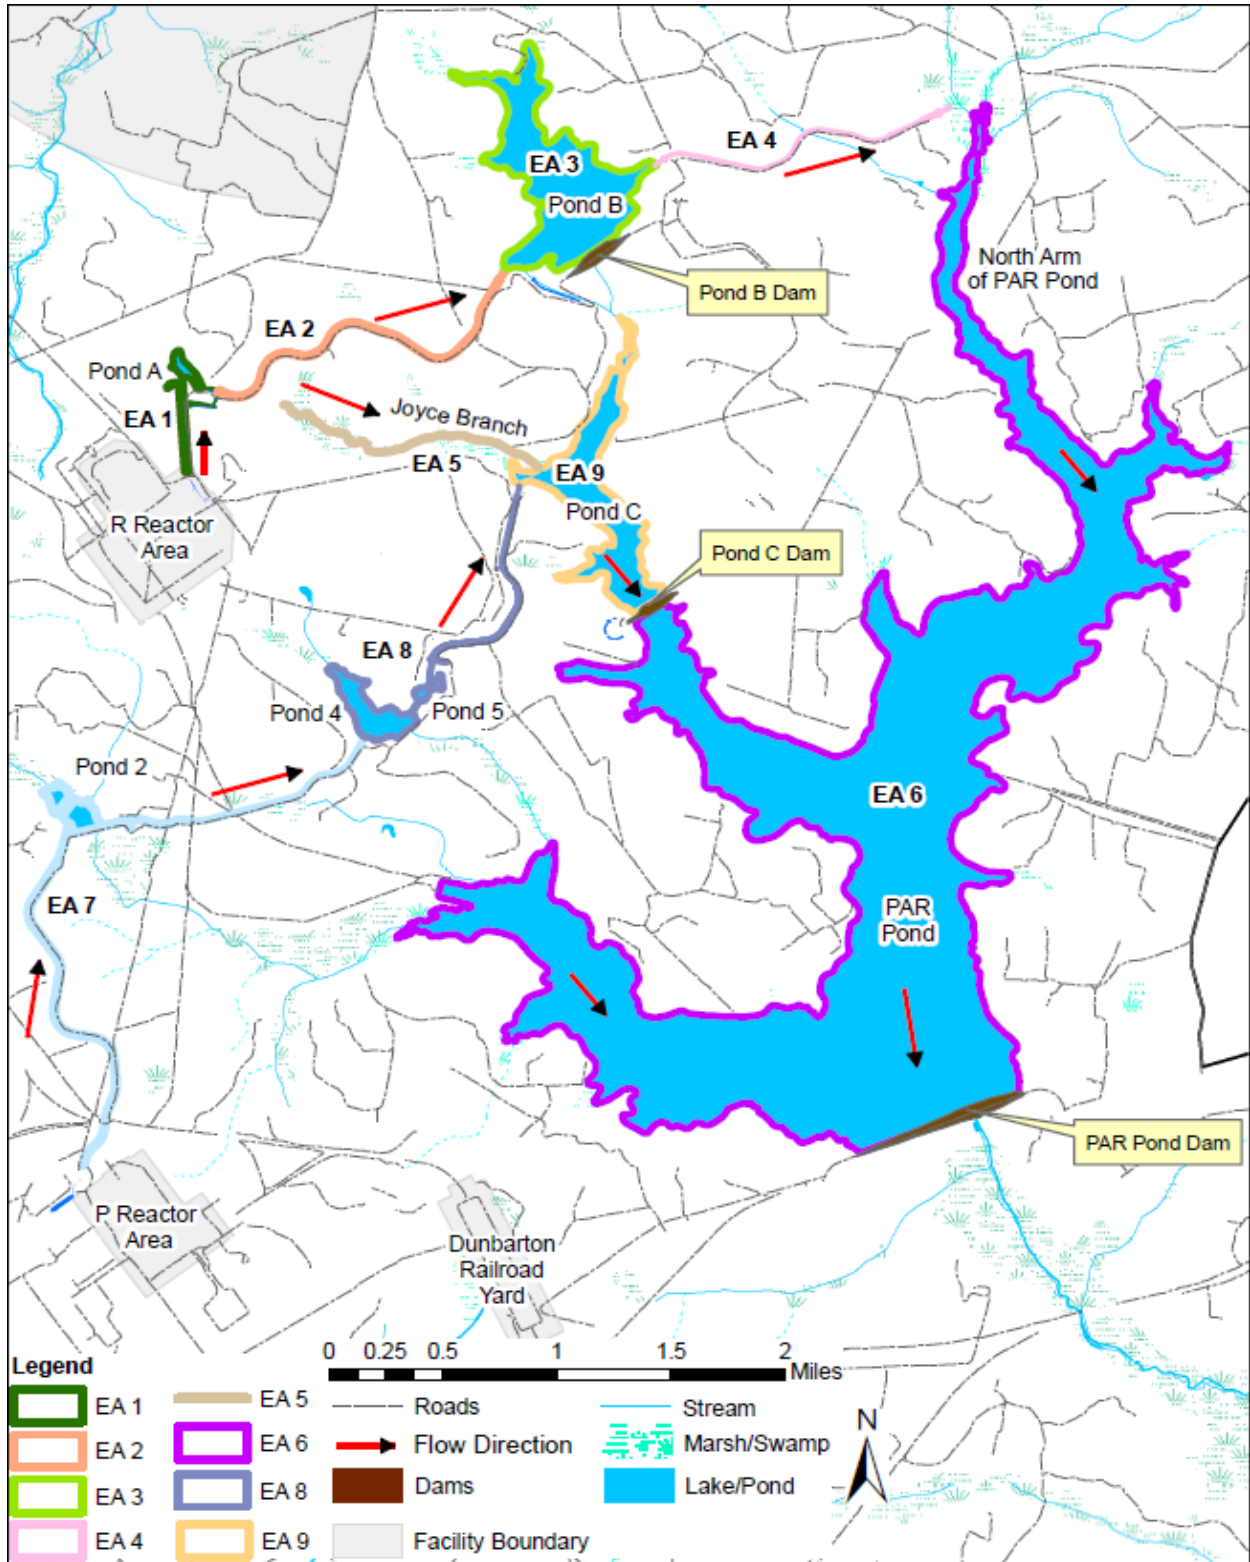 EA 3
Pond B
EA 4
North Arm
of PAR Pond
Pond B Dam
EA 2
Pond A
EA 1
Joyce Branch
EA 5
EA 9
Pond C
R Reactor
Area
Pond C Dam
EA 8
Pond 4
Pond 5
Pond 2
EA 6
EA 7
PAR
Pond
PAR Pond Dam
P Reactor
Area
Dunbarton
Railroad
Yard
Legend
EA 1
EA 2
EA 3
EA 4
EA 5
EA 6
EA 8
EA 9
0 0.25 0.5 1 1.5 2
Miles
Roads
Flow Direction
Dams
Facility Boundary
Stream
Marsh/Swamp
Lake/Pond
N